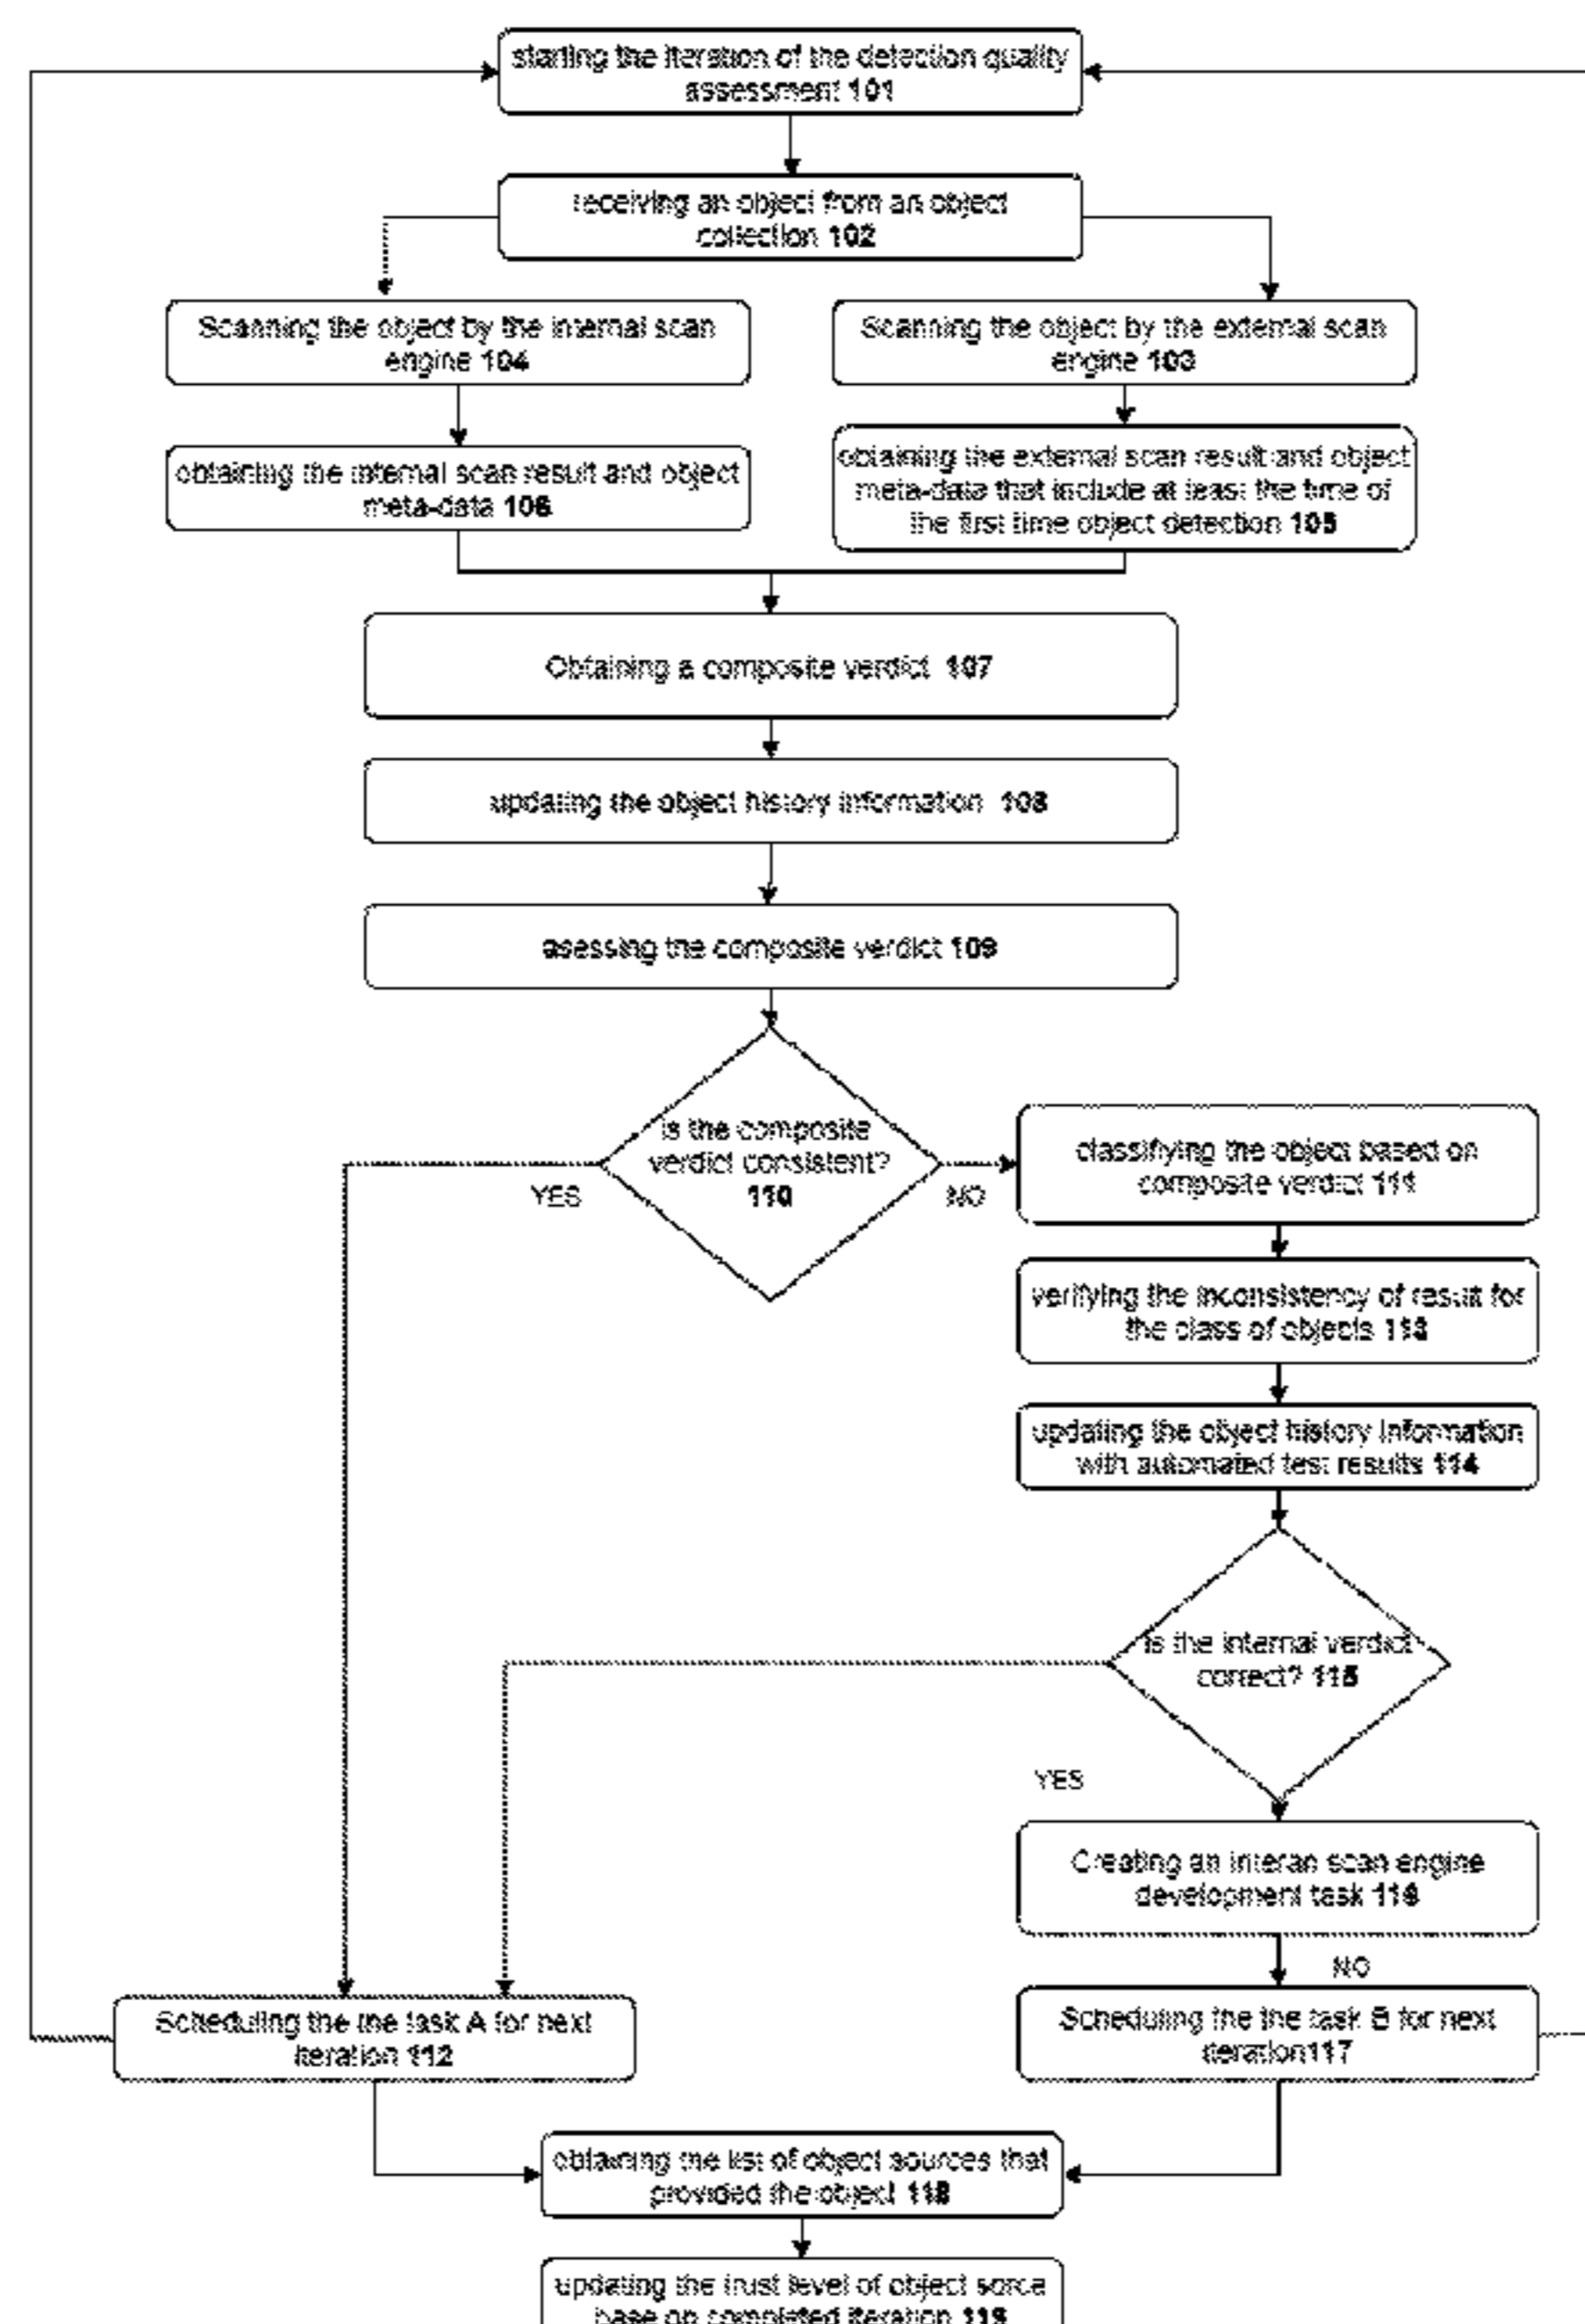 starting the iteration of the detection quality
assessment 101
receiving an object from an object
collection 102
Scanning the object by the internal scan
engine 104
Scanning the object by the external scan
engine 103
obtaining the internal scan result and object
meta-data 106
obtaining the external scan result and object
meta-data that include at least the time of
the first time object detection 105
Obtaining a composite verdict 107
updating the object history information 108
asessing the composite verdict 109
is the composite
verdict consistent?
110
YES
NO
classifying the object based on
composite verdict 111
verifying the inconsistency of result for
the class of objects 113
updating the object history information
with automated test results 114
is the internal verdict
correct? 115
YES
Creating an interan scan engine
development task 116
NO
Scheduling the the task A for next
iteration 112
Scheduling the the task B for next
iteration117
obtaining the list of object sources that
provided the object 118
updating the trust level of object sorce
base on completed iteration 119